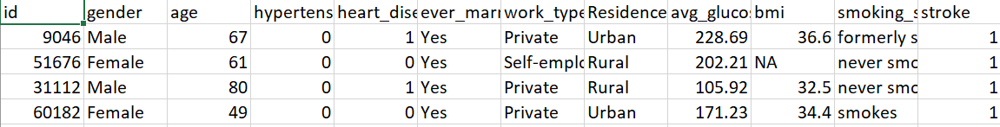 id gender age hypertens heart_dise ever_marr work_type Residence avg_gluco bmi smoking_s stroke
9046 Male 67 0 1 Yes Private Urban 228.69 36.6 formerly s 1
51676 Female 61 0 0 Yes Self-emplo Rural 202.21 NA never smo 1
31112 Male 80 0 1 Yes Private Rural 105.92 32.5 never smo 1
60182 Female 49 0 0 Yes Private Urban 171.23 34.4 smokes 1